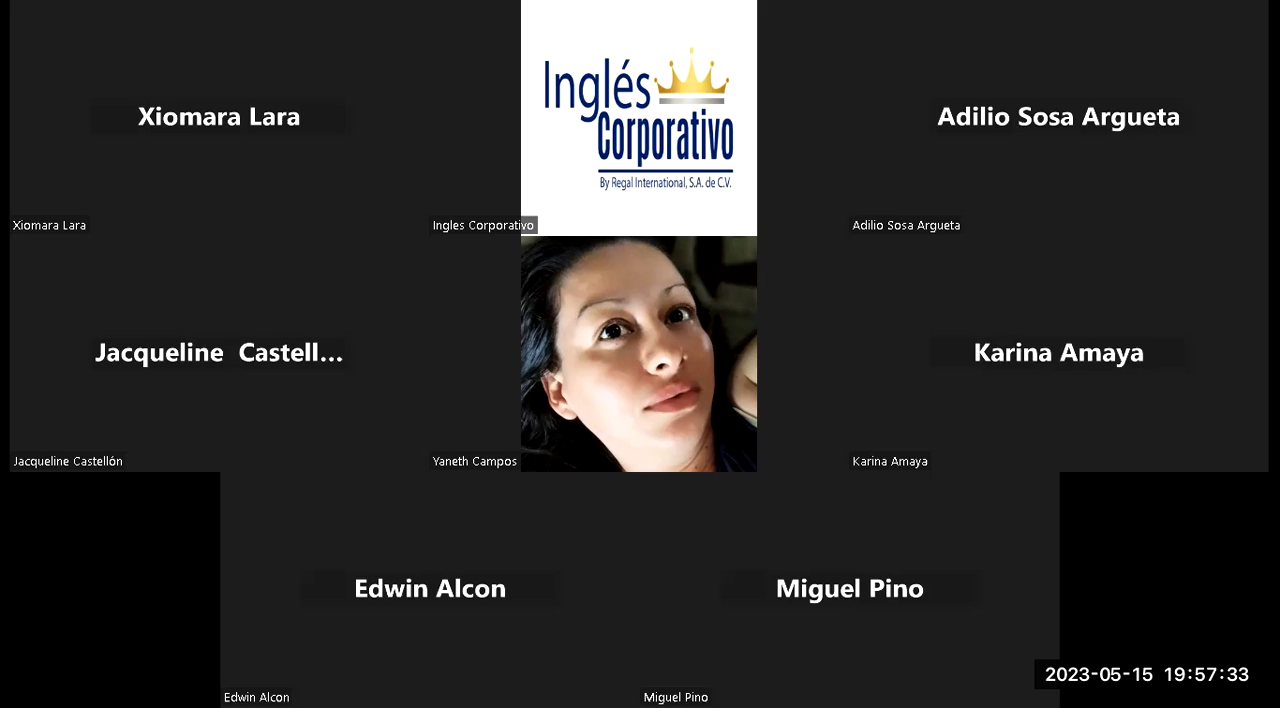 Xiomara Lara
Inglés
Corporativo
By Regal International, S.A. de C.V.
Adilio Sosa Argueta
Xiomara Lara
Ingles Corporativo
Adilio Sosa Argueta
Jacqueline Castell...
Karina Amaya
Jacqueline Castellón
Yaneth Campos
Karina Amaya
Edwin Alcon
Miguel Pino
2023-05-15 19:57:33
Edwin Alcon
Miguel Pino